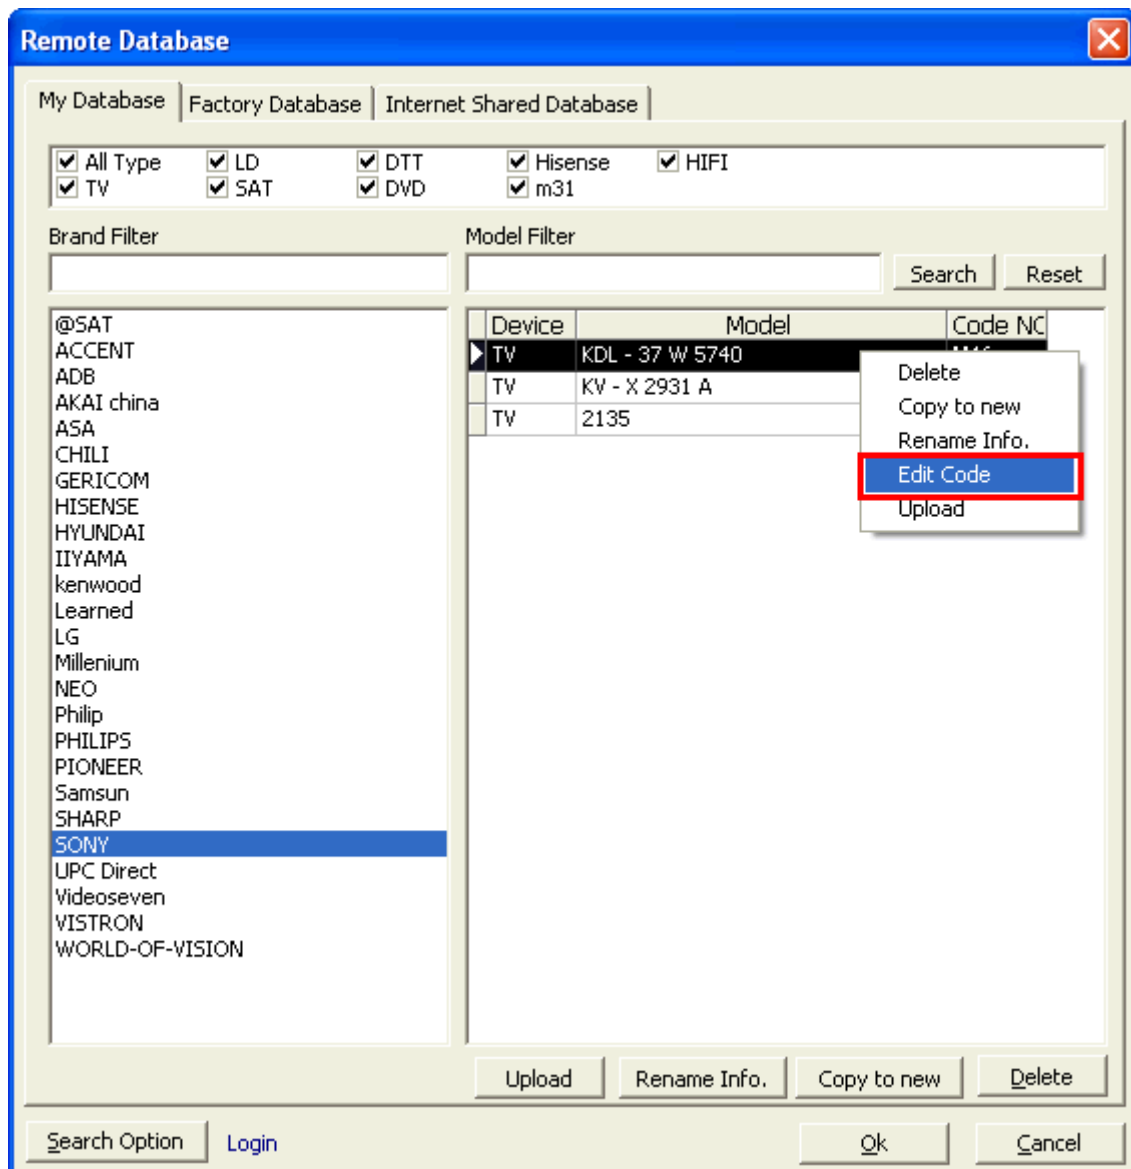 Remote Database
My Database Factory Database Internet Shared Database
All Type LD DTT Hisense HIFI
TV SAT DVD m31
Brand Filter Model Filter
Search Reset
@SAT
ACCENT
ADB
AKAI china
ASA
CHILI
GERICOM
HISENSE
HYUNDAI
IIYAMA
kenwood
Learned
LG
Millenium
NEO
Philip
PHILIPS
PIONEER
Samsun
SHARP
SONY
UPC Direct
Videoseven
VISTRON
WORLD-OF-VISION
Device Model Code NO
TV KDL - 37 W 5740
TV KV - X 2931 A
TV 2135
Delete
Copy to new
Rename Info.
Edit Code
Upload
Upload Rename Info. Copy to new Delete
Search Option Login Ok Cancel